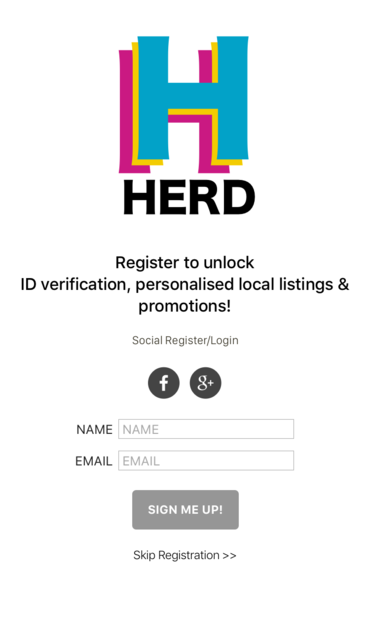 H
HERD
Register to unlock
ID verification, personalised local listings &
promotions!
Social Register/Login
f g+
NAME NAME
EMAIL EMAIL
SIGN ME UP!
Skip Registration >>